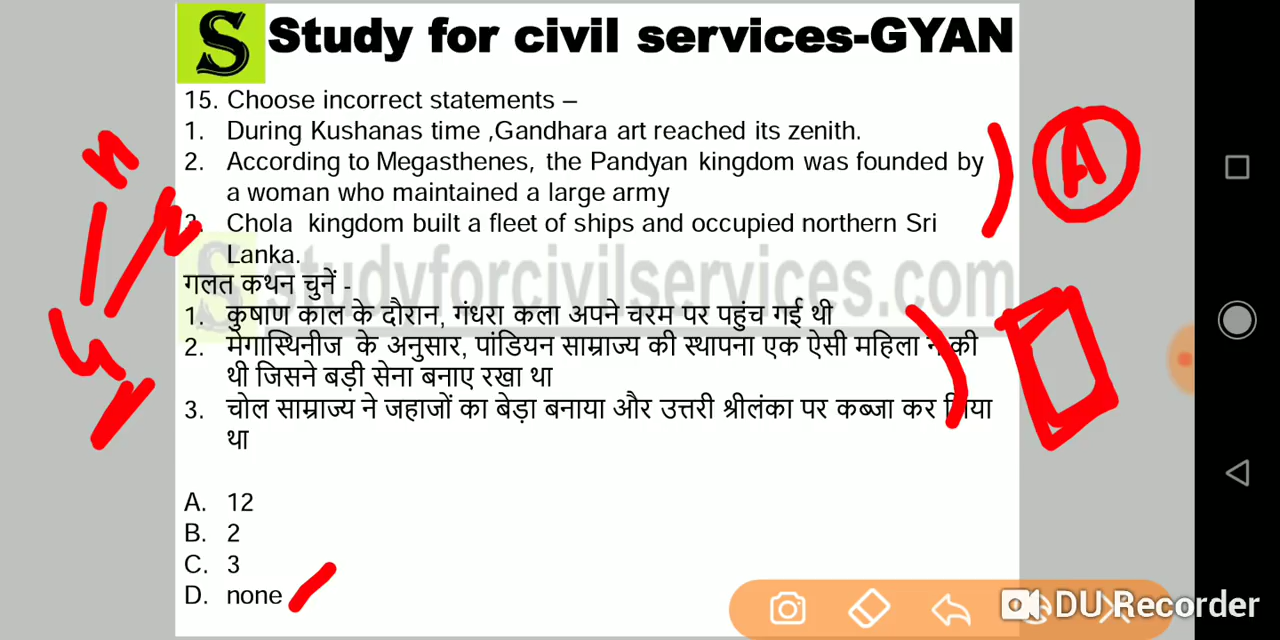 S Study for civil services-GYAN
15. Choose incorrect statements –
1. During Kushanas time ,Gandhara art reached its zenith.
2. According to Megasthenes, the Pandyan kingdom was founded by
a woman who maintained a large army
3. Chola kingdom built a fleet of ships and occupied northern Sri
Lanka.
गलत कथन चुनें -
1. कुषाण काल के दौरान, गंधरा कला अपने चरम पर पहुंच गई थी
2. मेगास्थिनीज के अनुसार, पांडियन साम्राज्य की स्थापना एक ऐसी महिला ने की
थी जिसने बड़ी सेना बनाए रखा था
3. चोल साम्राज्य ने जहाजों का बेड़ा बनाया और उत्तरी श्रीलंका पर कब्जा कर लिया
था
A. 12
B. 2
C. 3
D. none
A
S studyforcivilservices.com
DU Recorder